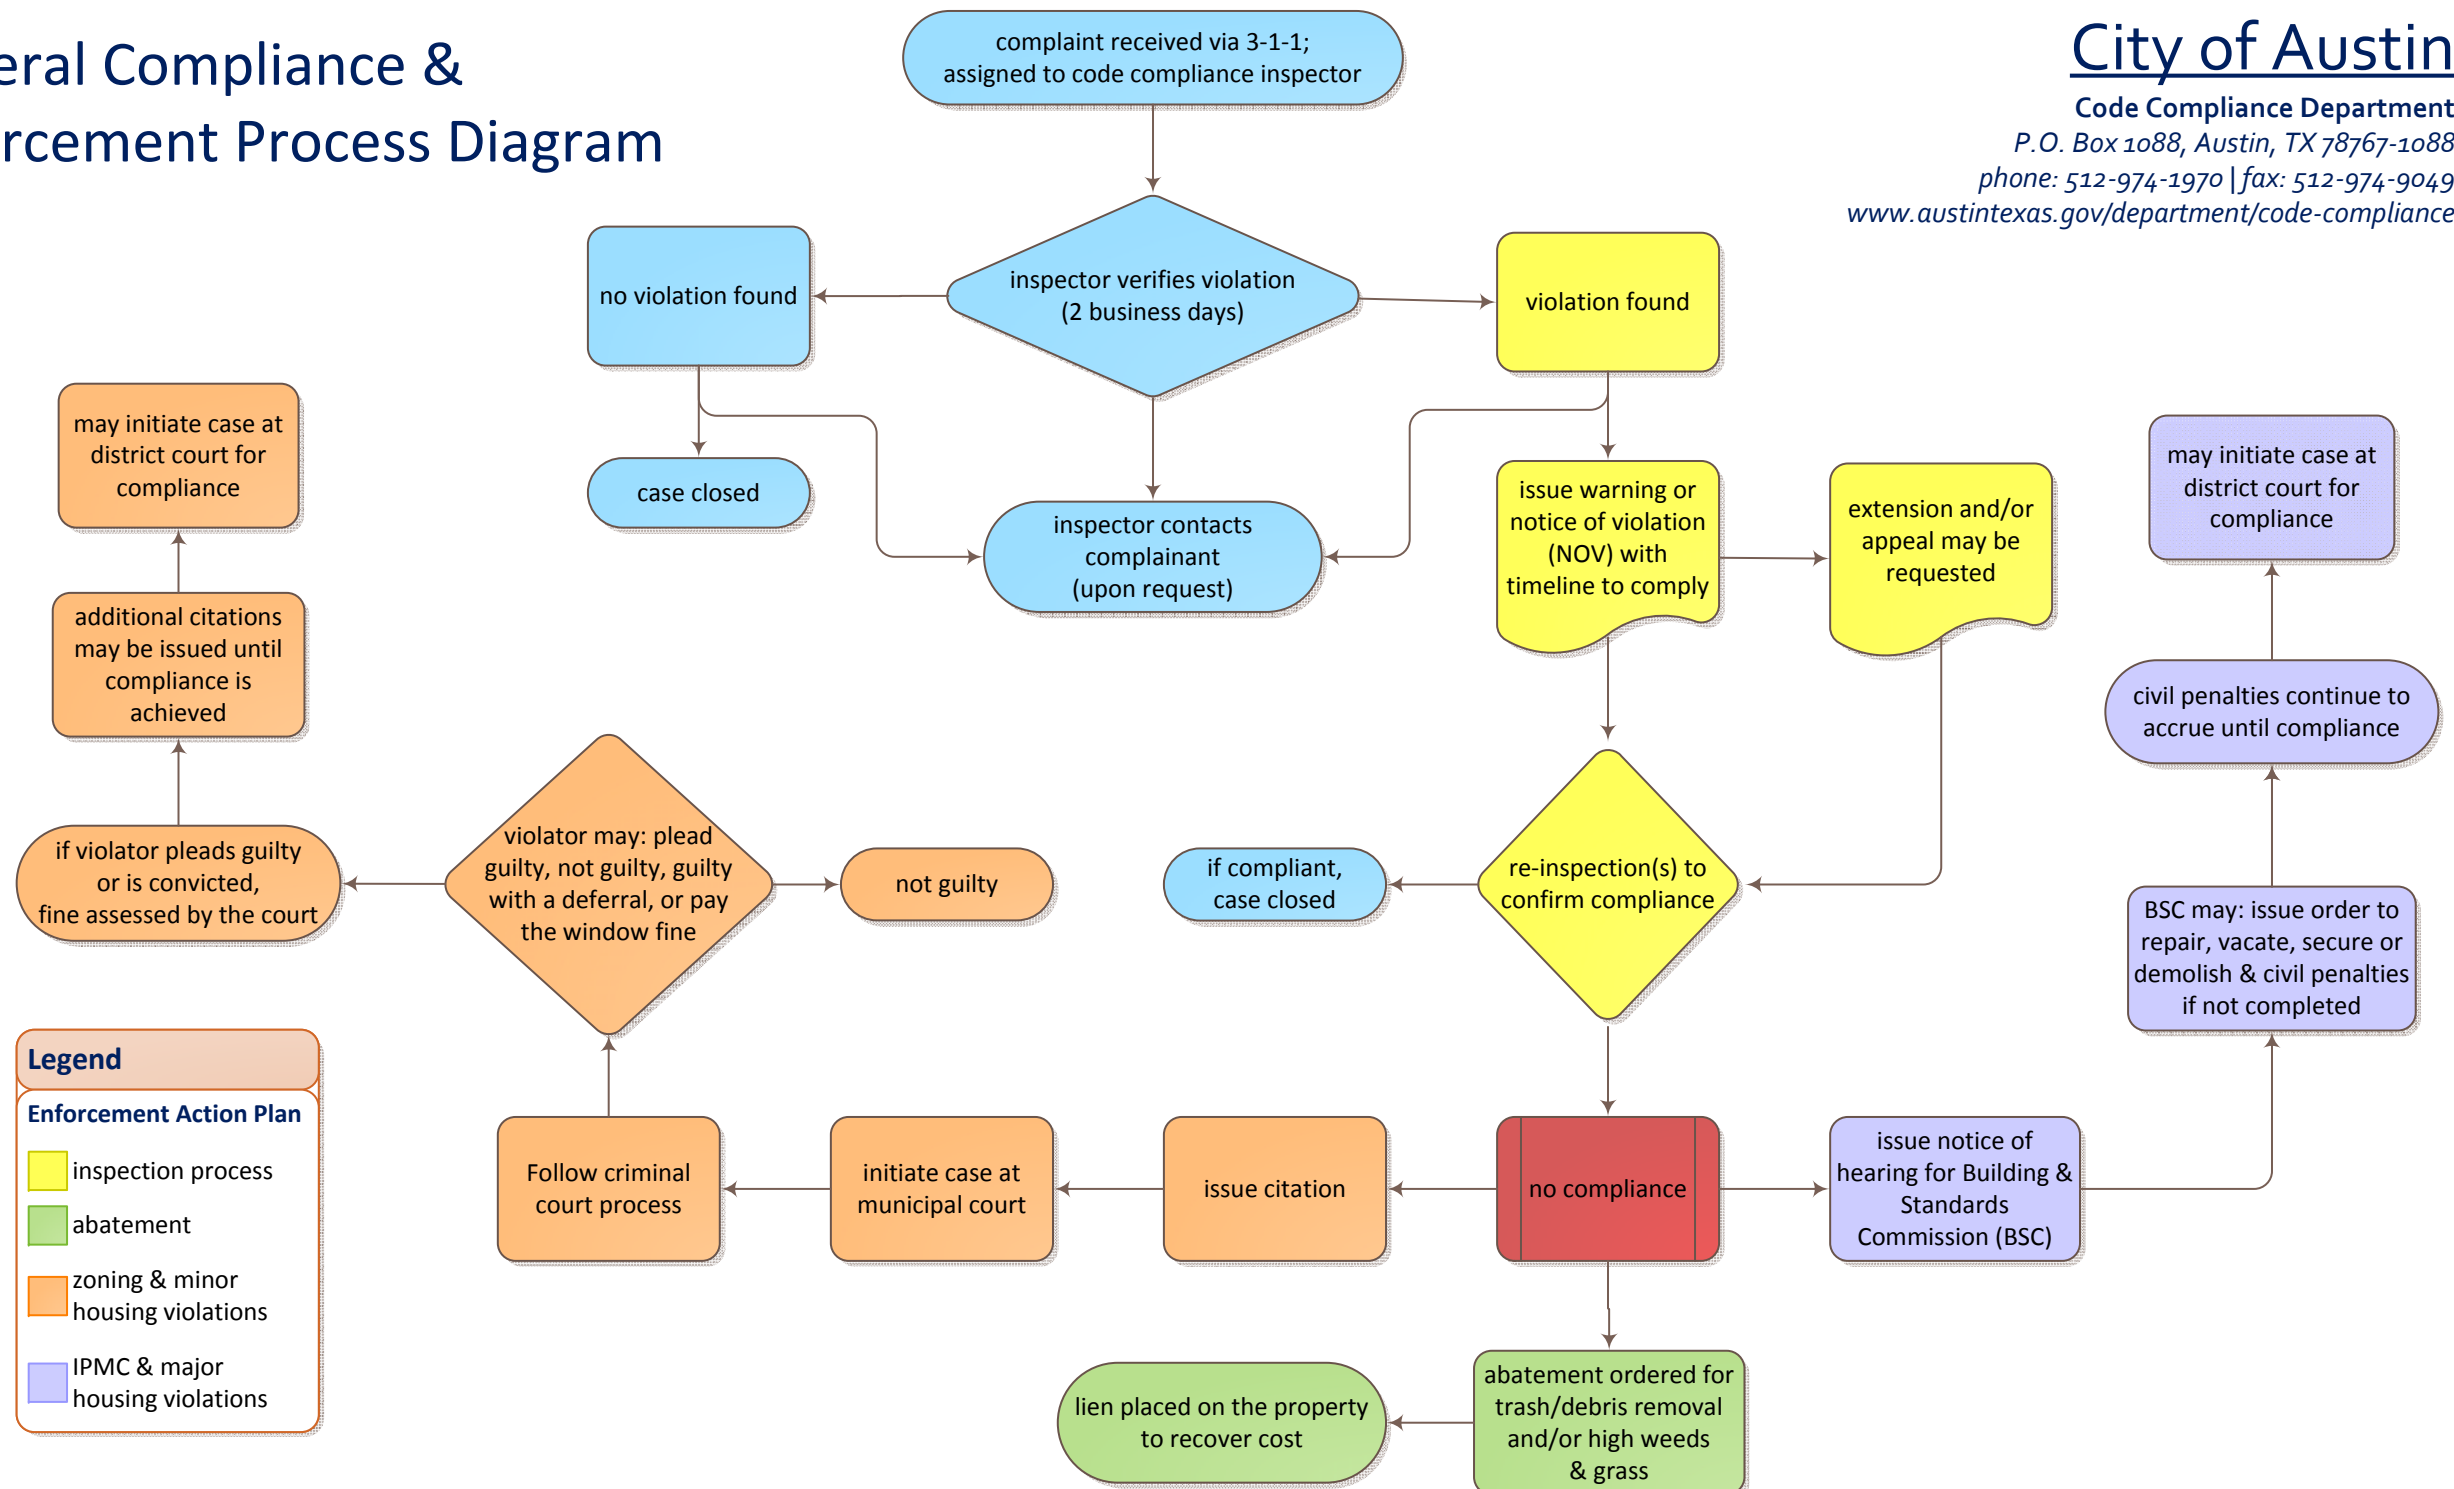 eral Compliance &
rcement Process Diagram
City of Austin
Code Compliance Department
P.O. Box 1088, Austin, TX 78767-1088
phone: 512-974-1970 | fax: 512-974-9049
www.austintexas.gov/department/code-compliance
complaint received via 3-1-1;
assigned to code compliance inspector
inspector verifies violation
(2 business days)
no violation found
violation found
case closed
inspector contacts
complainant
(upon request)
issue warning or
notice of violation
(NOV) with
timeline to comply
extension and/or
appeal may be
requested
may initiate case at
district court for
compliance
may initiate case at
district court for
compliance
additional citations
may be issued until
compliance is
achieved
civil penalties continue to
accrue until compliance
if violator pleads guilty
or is convicted,
fine assessed by the court
violator may: plead
guilty, not guilty, guilty
with a deferral, or pay
the window fine
not guilty
if compliant,
case closed
re-inspection(s) to
confirm compliance
BSC may: issue order to
repair, vacate, secure or
demolish & civil penalties
if not completed
Follow criminal
court process
initiate case at
municipal court
issue citation
no compliance
issue notice of
hearing for Building &
Standards
Commission (BSC)
lien placed on the property
to recover cost
abatement ordered for
trash/debris removal
and/or high weeds
& grass
Legend
Enforcement Action Plan
inspection process
abatement
zoning & minor
housing violations
IPMC & major
housing violations